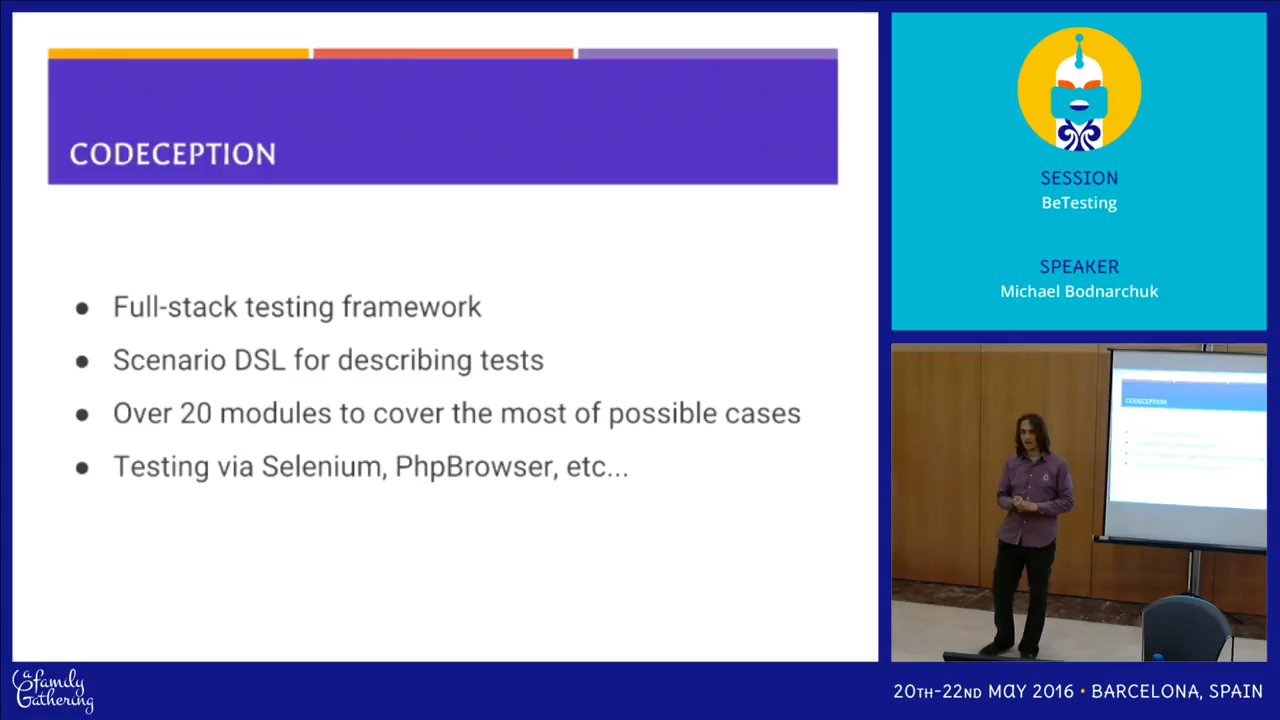 CODECEPTION
● Full-stack testing framework
● Scenario DSL for describing tests
● Over 20 modules to cover the most of possible cases
● Testing via Selenium, PhpBrowser, etc...
SESSION
BeTesting
SPEAKER
Michael Bodnarchuk
CODECEPTION
a family
Gathering
20TH-22ND MAY 2016 • BARCELONA, SPAIN